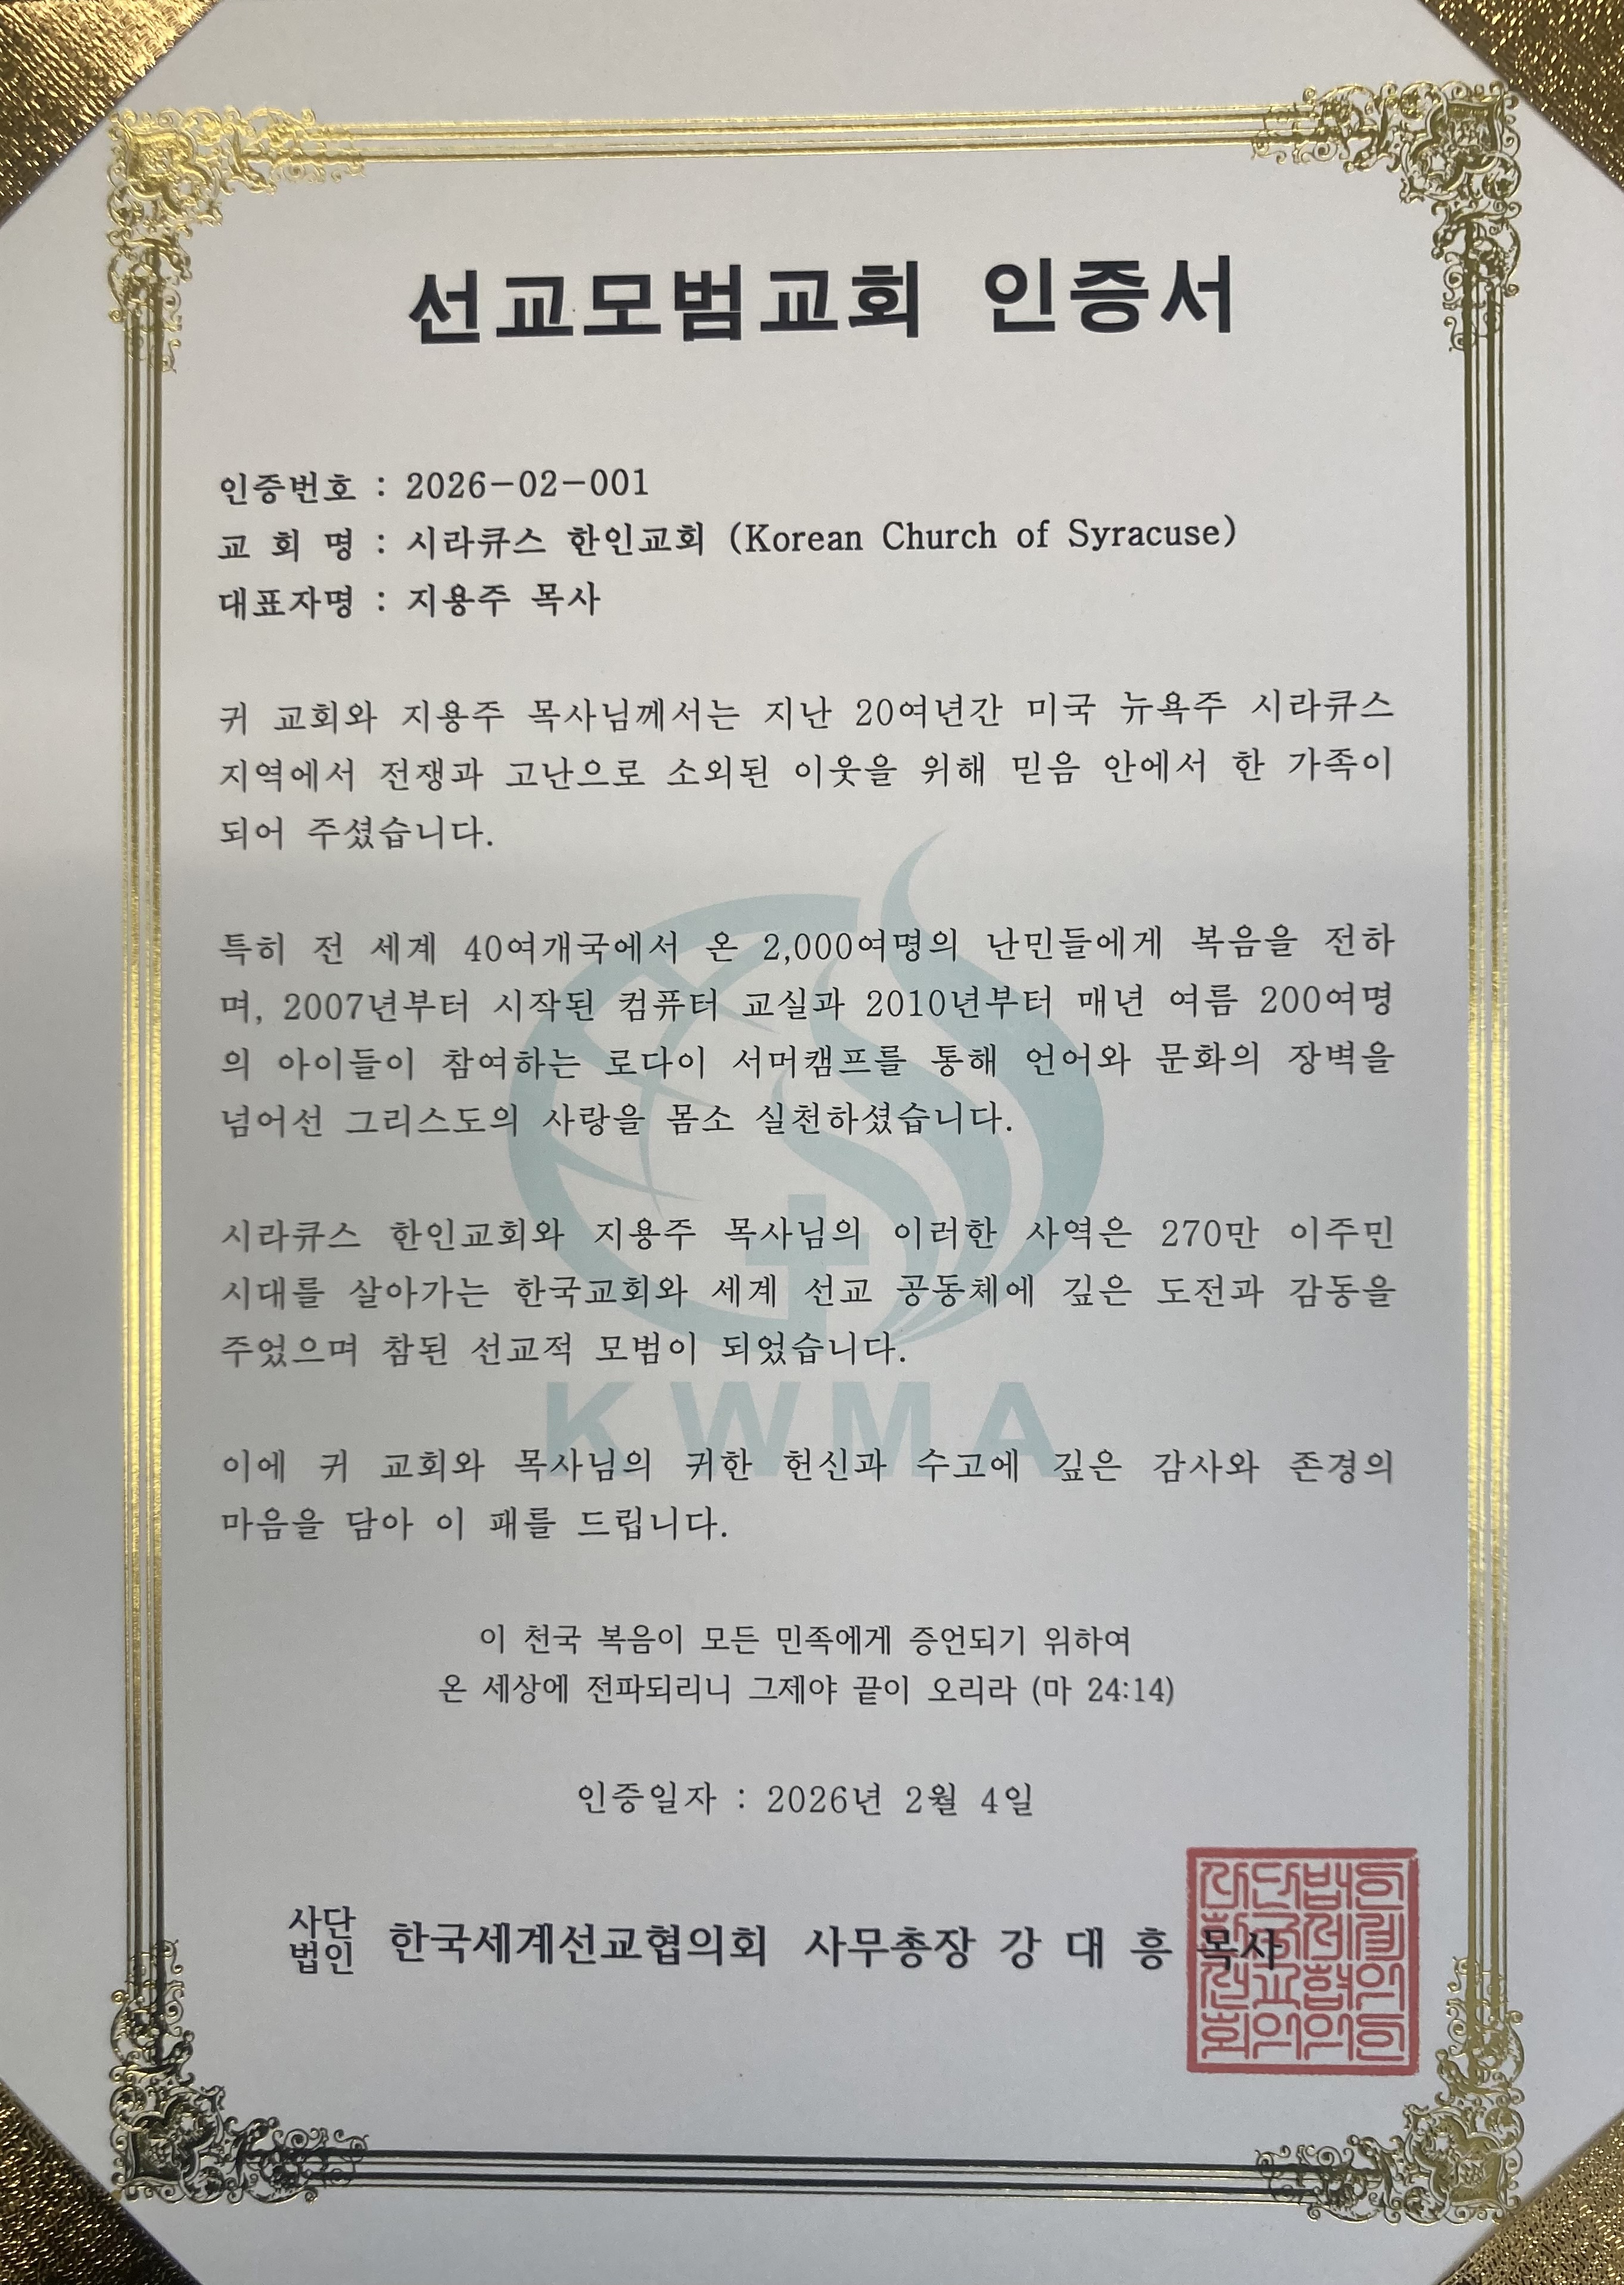 선교모범교회 인증서
인증번호 : 2026-02-001
교 회 명 : 시라큐스 한인교회 (Korean Church of Syracuse)
대표자명 : 지용주 목사
귀 교회와 지용주 목사님께서는 지난 20여년간 미국 뉴욕주 시라큐스
지역에서 전쟁과 고난으로 소외된 이웃을 위해 믿음 안에서 한 가족이
되어 주셨습니다.
특히 전 세계 40여개국에서 온 2,000여명의 난민들에게 복음을 전하
며, 2007년부터 시작된 컴퓨터 교실과 2010년부터 매년 여름 200여명
의 아이들이 참여하는 로다이 서머캠프를 통해 언어와 문화의 장벽을
넘어선 그리스도의 사랑을 몸소 실천하셨습니다.
시라큐스 한인교회와 지용주 목사님의 이러한 사역은 270만 이주민
시대를 살아가는 한국교회와 세계 선교 공동체에 깊은 도전과 감동을
주었으며 참된 선교적 모범이 되었습니다.
KWMA
이에 귀 교회와 목사님의 귀한 헌신과 수고에 깊은 감사와 존경의
마음을 담아 이 패를 드립니다.
이 천국 복음이 모든 민족에게 증언되기 위하여
온 세상에 전파되리니 그제야 끝이 오리라 (마 24:14)
인증일자 : 2026년 2월 4일
사단
법인 한국세계선교협의회 사무총장 강 대 흥 목사